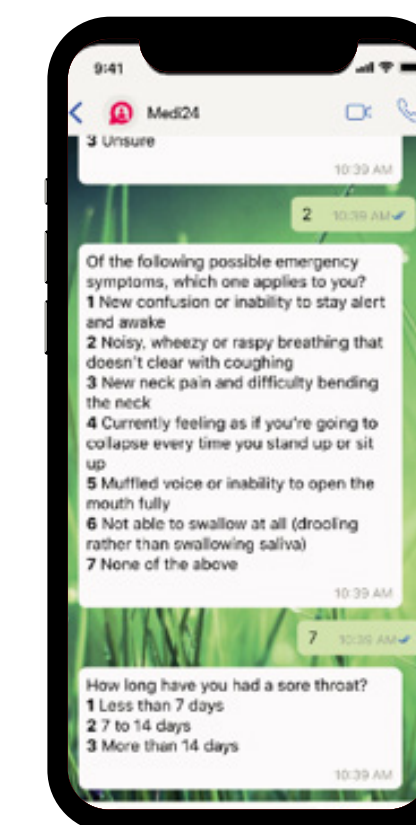 9:41
Medi24
3 Unsure
10:39 AM
2 10:39 AM
Of the following possible emergency
symptoms, which one applies to you?
1 New confusion or inability to stay alert
and awake
2 Noisy, wheezy or raspy breathing that
doesn't clear with coughing
3 New neck pain and difficulty bending
the neck
4 Currently feeling as if you're going to
collapse every time you stand up or sit
up
5 Muffled voice or inability to open the
mouth fully
6 Not able to swallow at all (drooling
rather than swallowing saliva)
7 None of the above
10:39 AM
7 10:39 AM
How long have you had a sore throat?
1 Less than 7 days
2 7 to 14 days
3 More than 14 days
10:39 AM